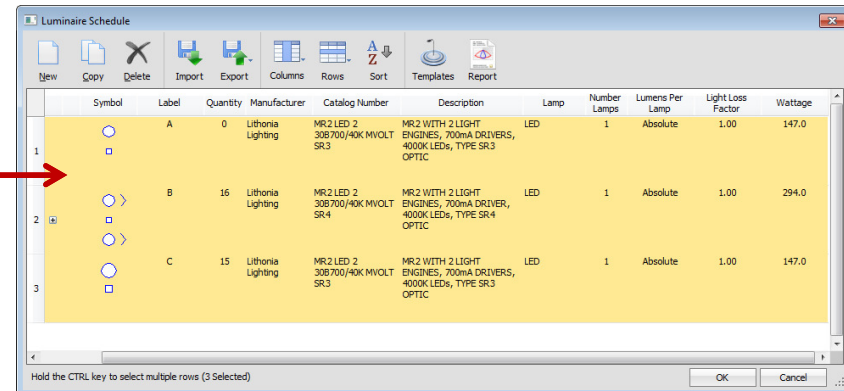 Luminaire Schedule
New Copy Delete Import Export Columns Rows Sort Templates Report
Symbol Label Quantity Manufacturer Catalog Number Description Lamp Number Lamps Lumens Per Lamp Light Loss Factor Wattage
1 A 0 Lithonia Lighting MR2 LED 2 30B700/40K MVOLT SR3 MR2 WITH 2 LIGHT ENGINES, 700mA DRIVERS, 4000K LEDs, TYPE SR3 OPTIC LED 1 Absolute 1.00 147.0
2 B 16 Lithonia Lighting MR2 LED 2 30B700/40K MVOLT SR4 MR2 WITH 2 LIGHT ENGINES, 700mA DRIVER, 4000K LEDs, TYPE SR4 OPTIC LED 1 Absolute 1.00 294.0
3 C 15 Lithonia Lighting MR2 LED 2 30B700/40K MVOLT SR3 MR2 WITH 2 LIGHT ENGINES, 700mA DRIVERS, 4000K LEDs, TYPE SR3 OPTIC LED 1 Absolute 1.00 147.0
Hold the CTRL key to select multiple rows (3 Selected)
OK Cancel